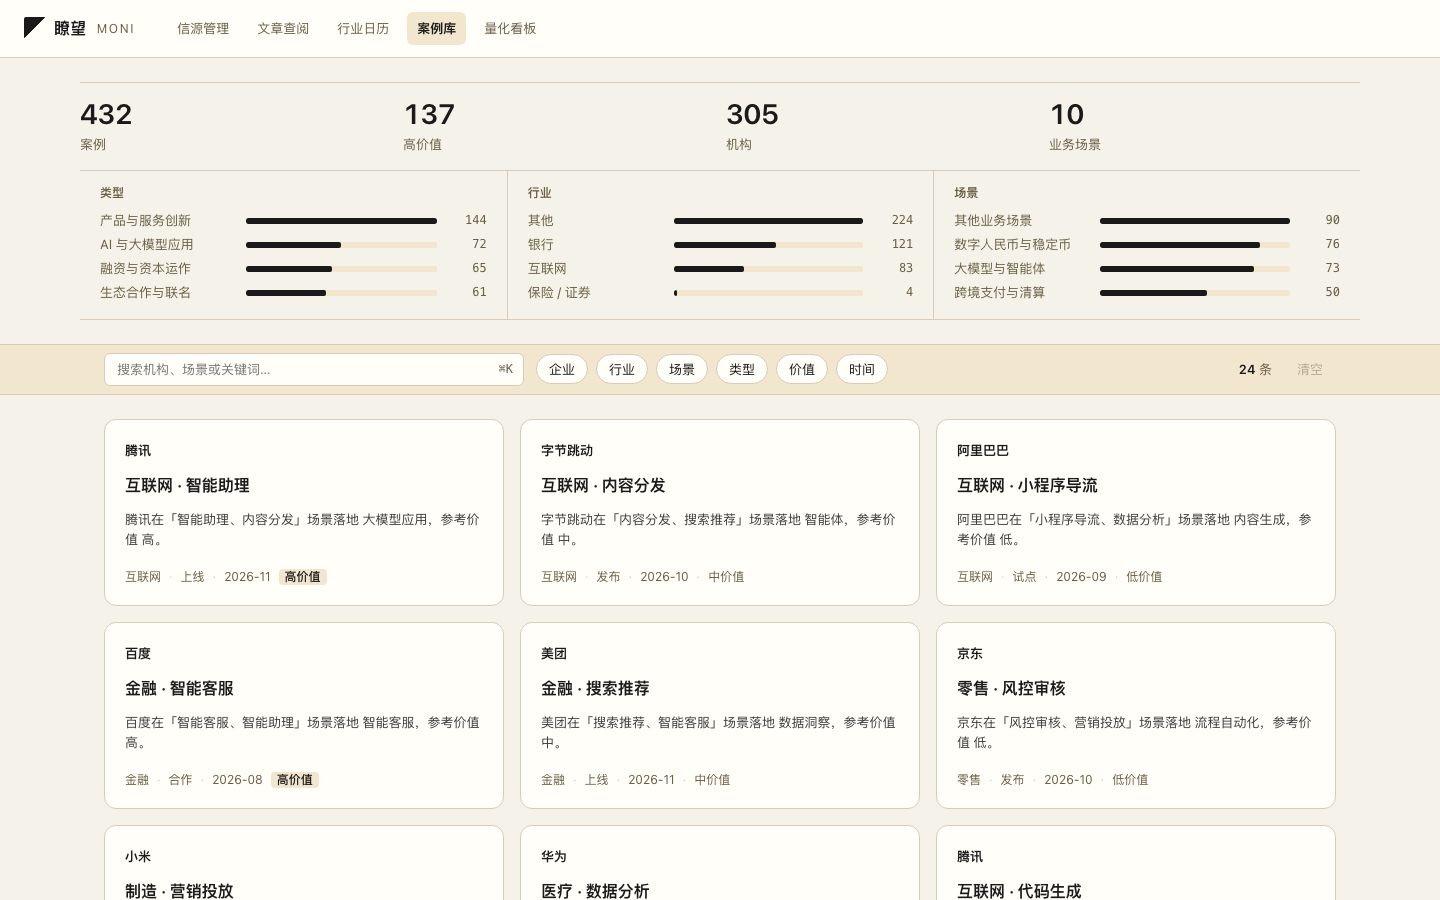 瞭望 MONI 信源管理 文章查阅 行业日历 案例库 量化看板
432 137 305 10
案例 高价值 机构 业务场景
类型
产品与服务创新 144
AI 与大模型应用 72
融资与资本运作 65
生态合作与联名 61
行业
其他 224
银行 121
互联网 83
保险 / 证券 4
场景
其他业务场景 90
数字人民币与稳定币 76
大模型与智能体 73
跨境支付与清算 50
搜索机构、场景或关键词... ⌘K 企业 行业 场景 类型 价值 时间 24 条 清空
腾讯
互联网 · 智能助理
腾讯在「智能助理、内容分发」场景落地 大模型应用，参考价
值 高。
互联网 · 上线 · 2026-11 高价值
字节跳动
互联网 · 内容分发
字节跳动在「内容分发、搜索推荐」场景落地 智能体，参考价
值 中。
互联网 · 发布 · 2026-10 · 中价值
阿里巴巴
互联网 · 小程序导流
阿里巴巴在「小程序导流、数据分析」场景落地 内容生成，参
考价值 低。
互联网 · 试点 · 2026-09 · 低价值
百度
金融 · 智能客服
百度在「智能客服、智能助理」场景落地 智能客服，参考价值
高。
金融 · 合作 · 2026-08 高价值
美团
金融 · 搜索推荐
美团在「搜索推荐、智能客服」场景落地 数据洞察，参考价值
中。
金融 · 上线 · 2026-11 · 中价值
京东
零售 · 风控审核
京东在「风控审核、营销投放」场景落地 流程自动化，参考价
值 低。
零售 · 发布 · 2026-10 · 低价值
小米
制造 · 营销投放
华为
医疗 · 数据分析
腾讯
互联网 · 代码生成